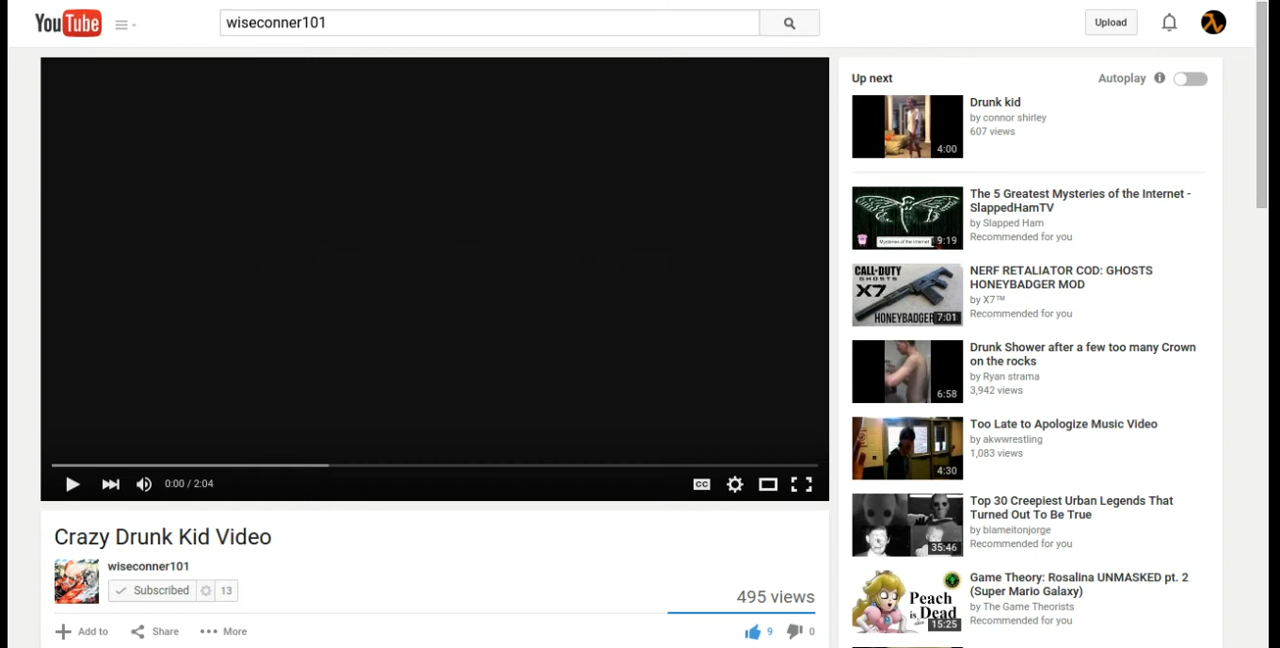 YouTube
wiseconner101
Upload
0:00 / 2:04
CC
Crazy Drunk Kid Video
wiseconner101
Subscribed 13
495 views
Add to Share More
9 0
Up next Autoplay
Drunk kid
by connor shirley
607 views
4:00
The 5 Greatest Mysteries of the Internet -
SlappedHamTV
by Slapped Ham
Recommended for you
Mysteries of the Internet 9:19
NERF RETALIATOR COD: GHOSTS
HONEYBADGER MOD
by X7™
Recommended for you
CALL·DUTY
GHOSTS
X7
HONEYBADGER 7:01
Drunk Shower after a few too many Crown
on the rocks
by Ryan strama
3,942 views
6:58
Too Late to Apologize Music Video
by akwwrestling
1,083 views
4:30
Top 30 Creepiest Urban Legends That
Turned Out To Be True
by blameitonjorge
Recommended for you
35:46
Game Theory: Rosalina UNMASKED pt. 2
(Super Mario Galaxy)
by The Game Theorists
Recommended for you
Peach
is Dead
15:25